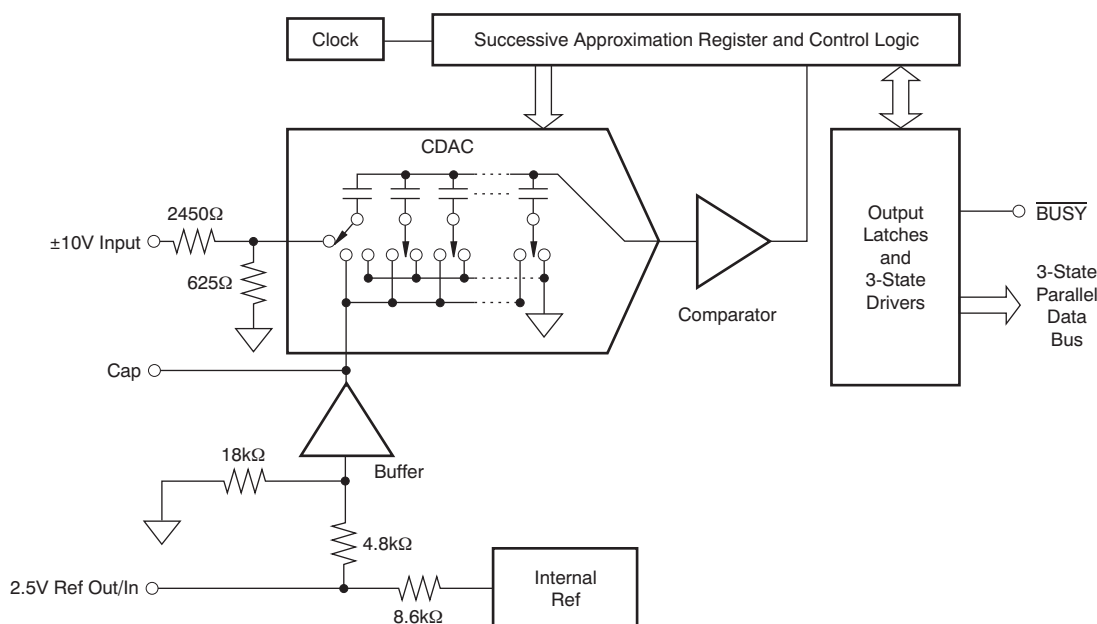 Clock
Successive Approximation Register and Control Logic
CDAC
2450Ω
±10V Input
625Ω
Comparator
Output
Latches
and
3-State
Drivers
BUSY
3-State
Parallel
Data
Bus
Cap
Buffer
18kΩ
4.8kΩ
2.5V Ref Out/In
8.6kΩ
Internal
Ref